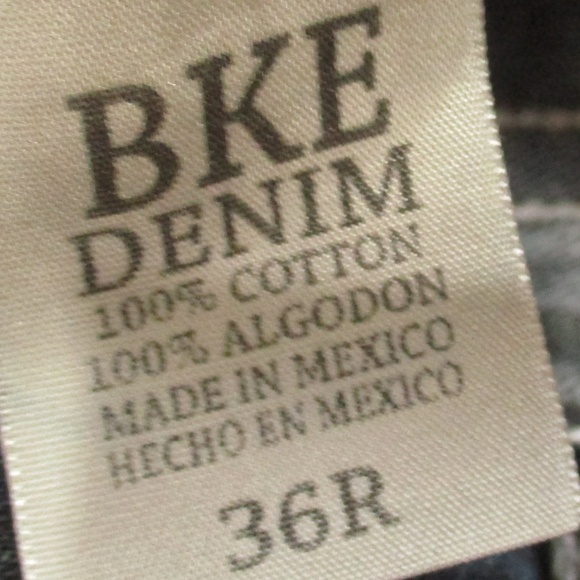 BKE
DENIM
100% COTTON
100% ALGODON
MADE IN MEXICO
HECHO EN MEXICO
36R